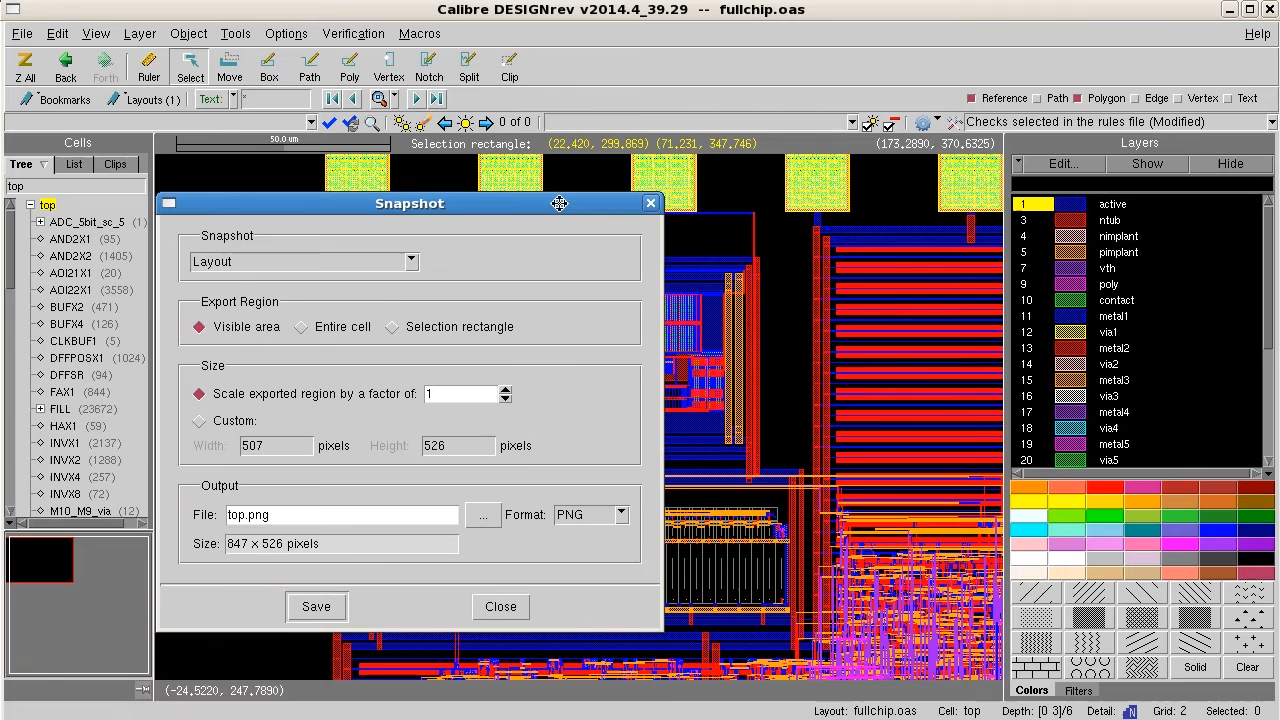 Calibre DESIGNrev v2014.4_39.29 -- fullchip.oas
File Edit View Layer Object Tools Options Verification Macros Help
Z All Back Forth Ruler Select Move Box Path Poly Vertex Notch Split Clip
Bookmarks Layouts (1) Text: * Reference Path Polygon Edge Vertex Text
0 of 0 Checks selected in the rules file (Modified)
Cells 50.0 um Selection rectangle: (22.420, 299.869) (71.231, 347.746) (173.2890, 370.6325) Layers
Tree List Clips Edit... Show Hide
top
top
ADC_5bit_sc_5 (1)
AND2X1 (95)
AND2X2 (1405)
AOI21X1 (20)
AOI22X1 (3558)
BUFX2 (471)
BUFX4 (126)
CLKBUF1 (5)
DFFPOSX1 (1024)
DFFSR (94)
FAX1 (644)
FILL (23672)
HAX1 (59)
INVX1 (2137)
INVX2 (1288)
INVX4 (297)
INVX8 (72)
M10_M9_via (1
Snapshot
Snapshot
Layout
Export Region
Visible area Entire cell Selection rectangle
Size
Scale exported region by a factor of 1
Custom:
Width: 507 pixels Height: 526 pixels
Output
File: top.png ... Format: PNG
Size: 847 x 526 pixels
Save Close
1 active
3 ntub
4 nimplant
5 pimplant
7 vth
9 poly
10 contact
11 metal1
12 via1
13 metal2
14 via2
15 metal3
16 via3
17 metal4
18 via4
19 metal5
20 via5
Solid Clear
Colors Filters
(-24.5220, 247.7890)
Layout: fullchip.oas Cell: top Depth: [0 3]/6 Detail: Grid: 2 Selected: 0